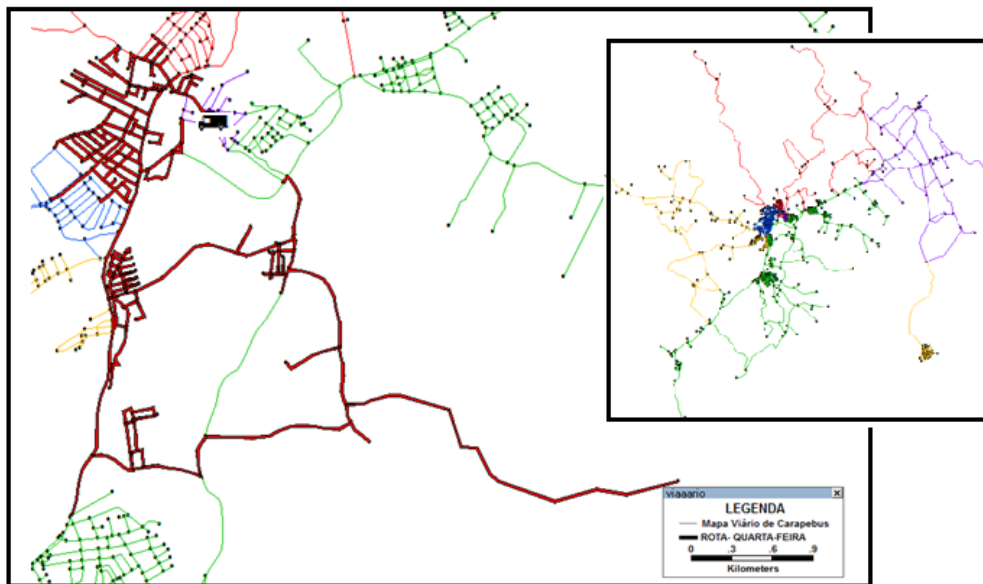 viaaario
LEGENDA
Mapa Viário de Carapebus
ROTA- QUARTA-FEIRA
0 .3 .6 .9
Kilometers